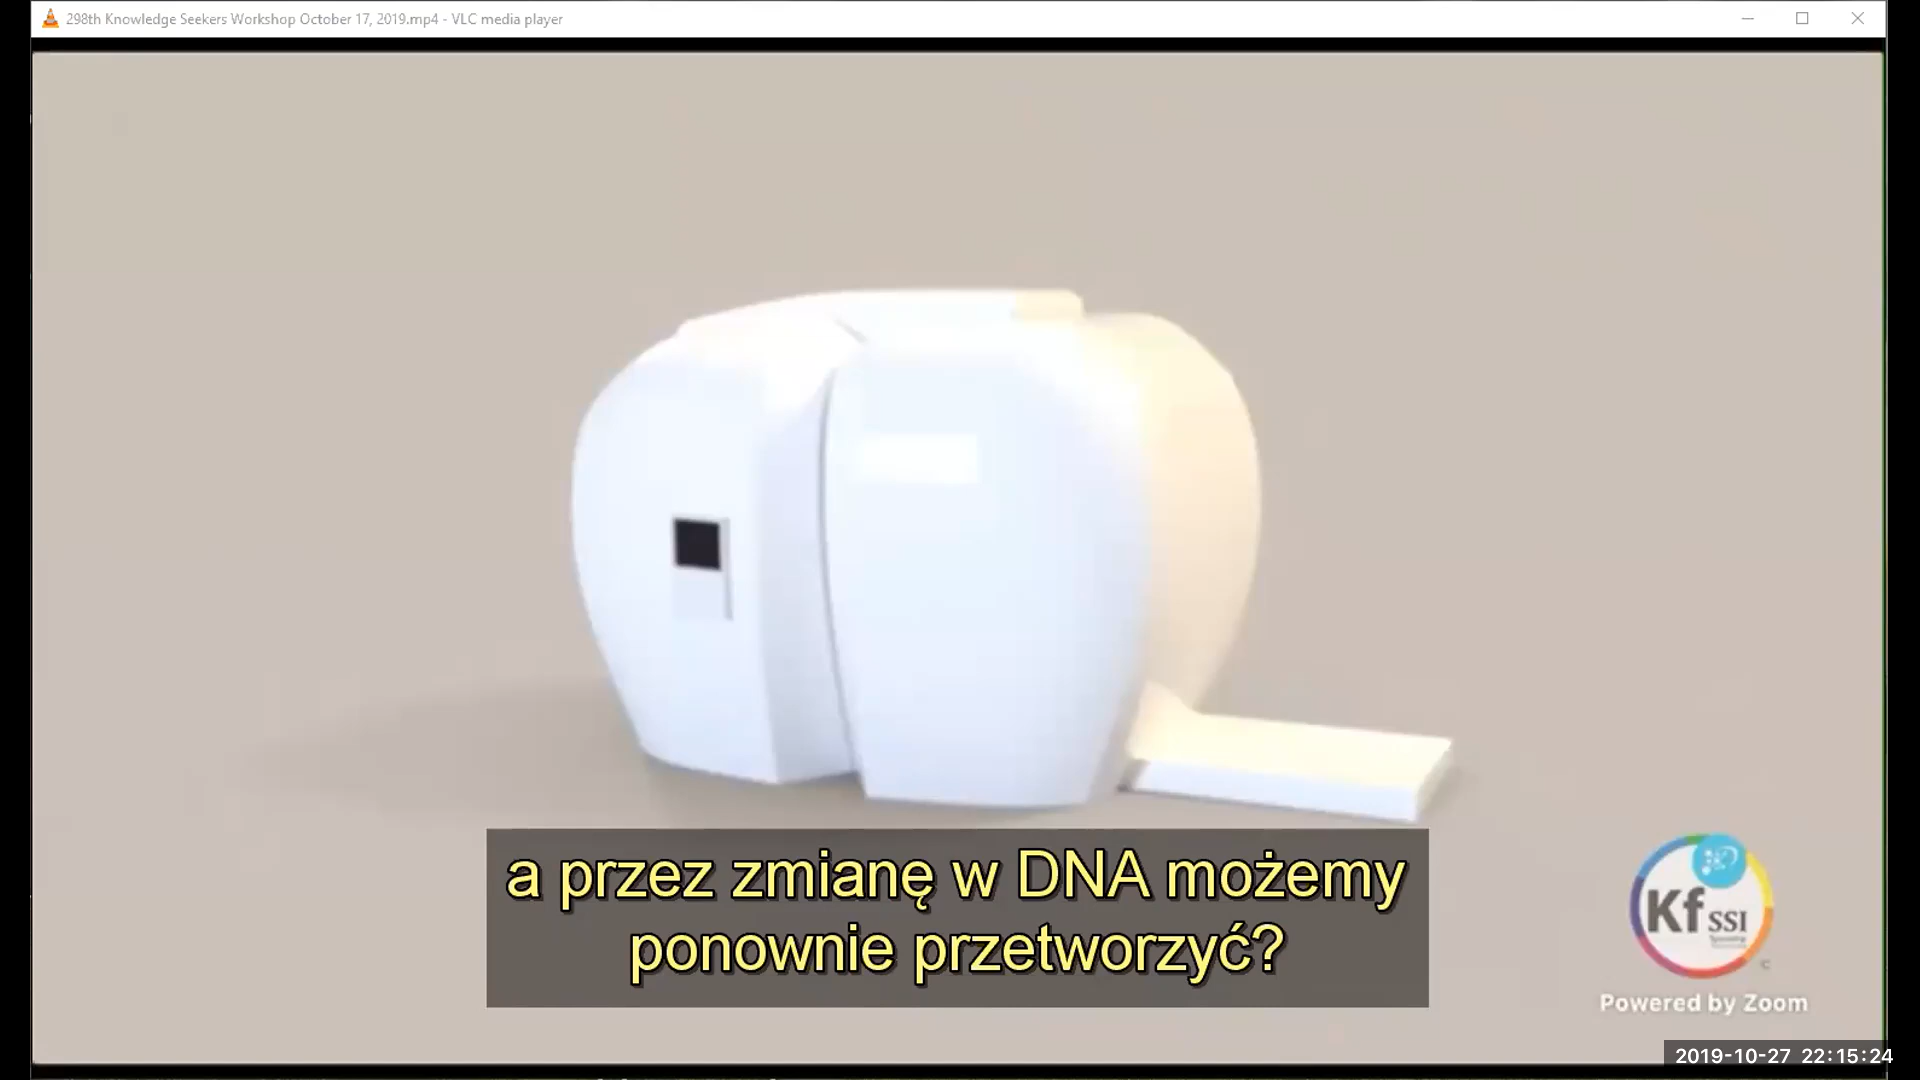 298th Knowledge Seekers Workshop October 17, 2019.mp4 - VLC media player
a przez zmianę w DNA możemy
ponownie przetworzyć?
Kf SSI
Powered by Zoom
2019-10-27 22:15:24